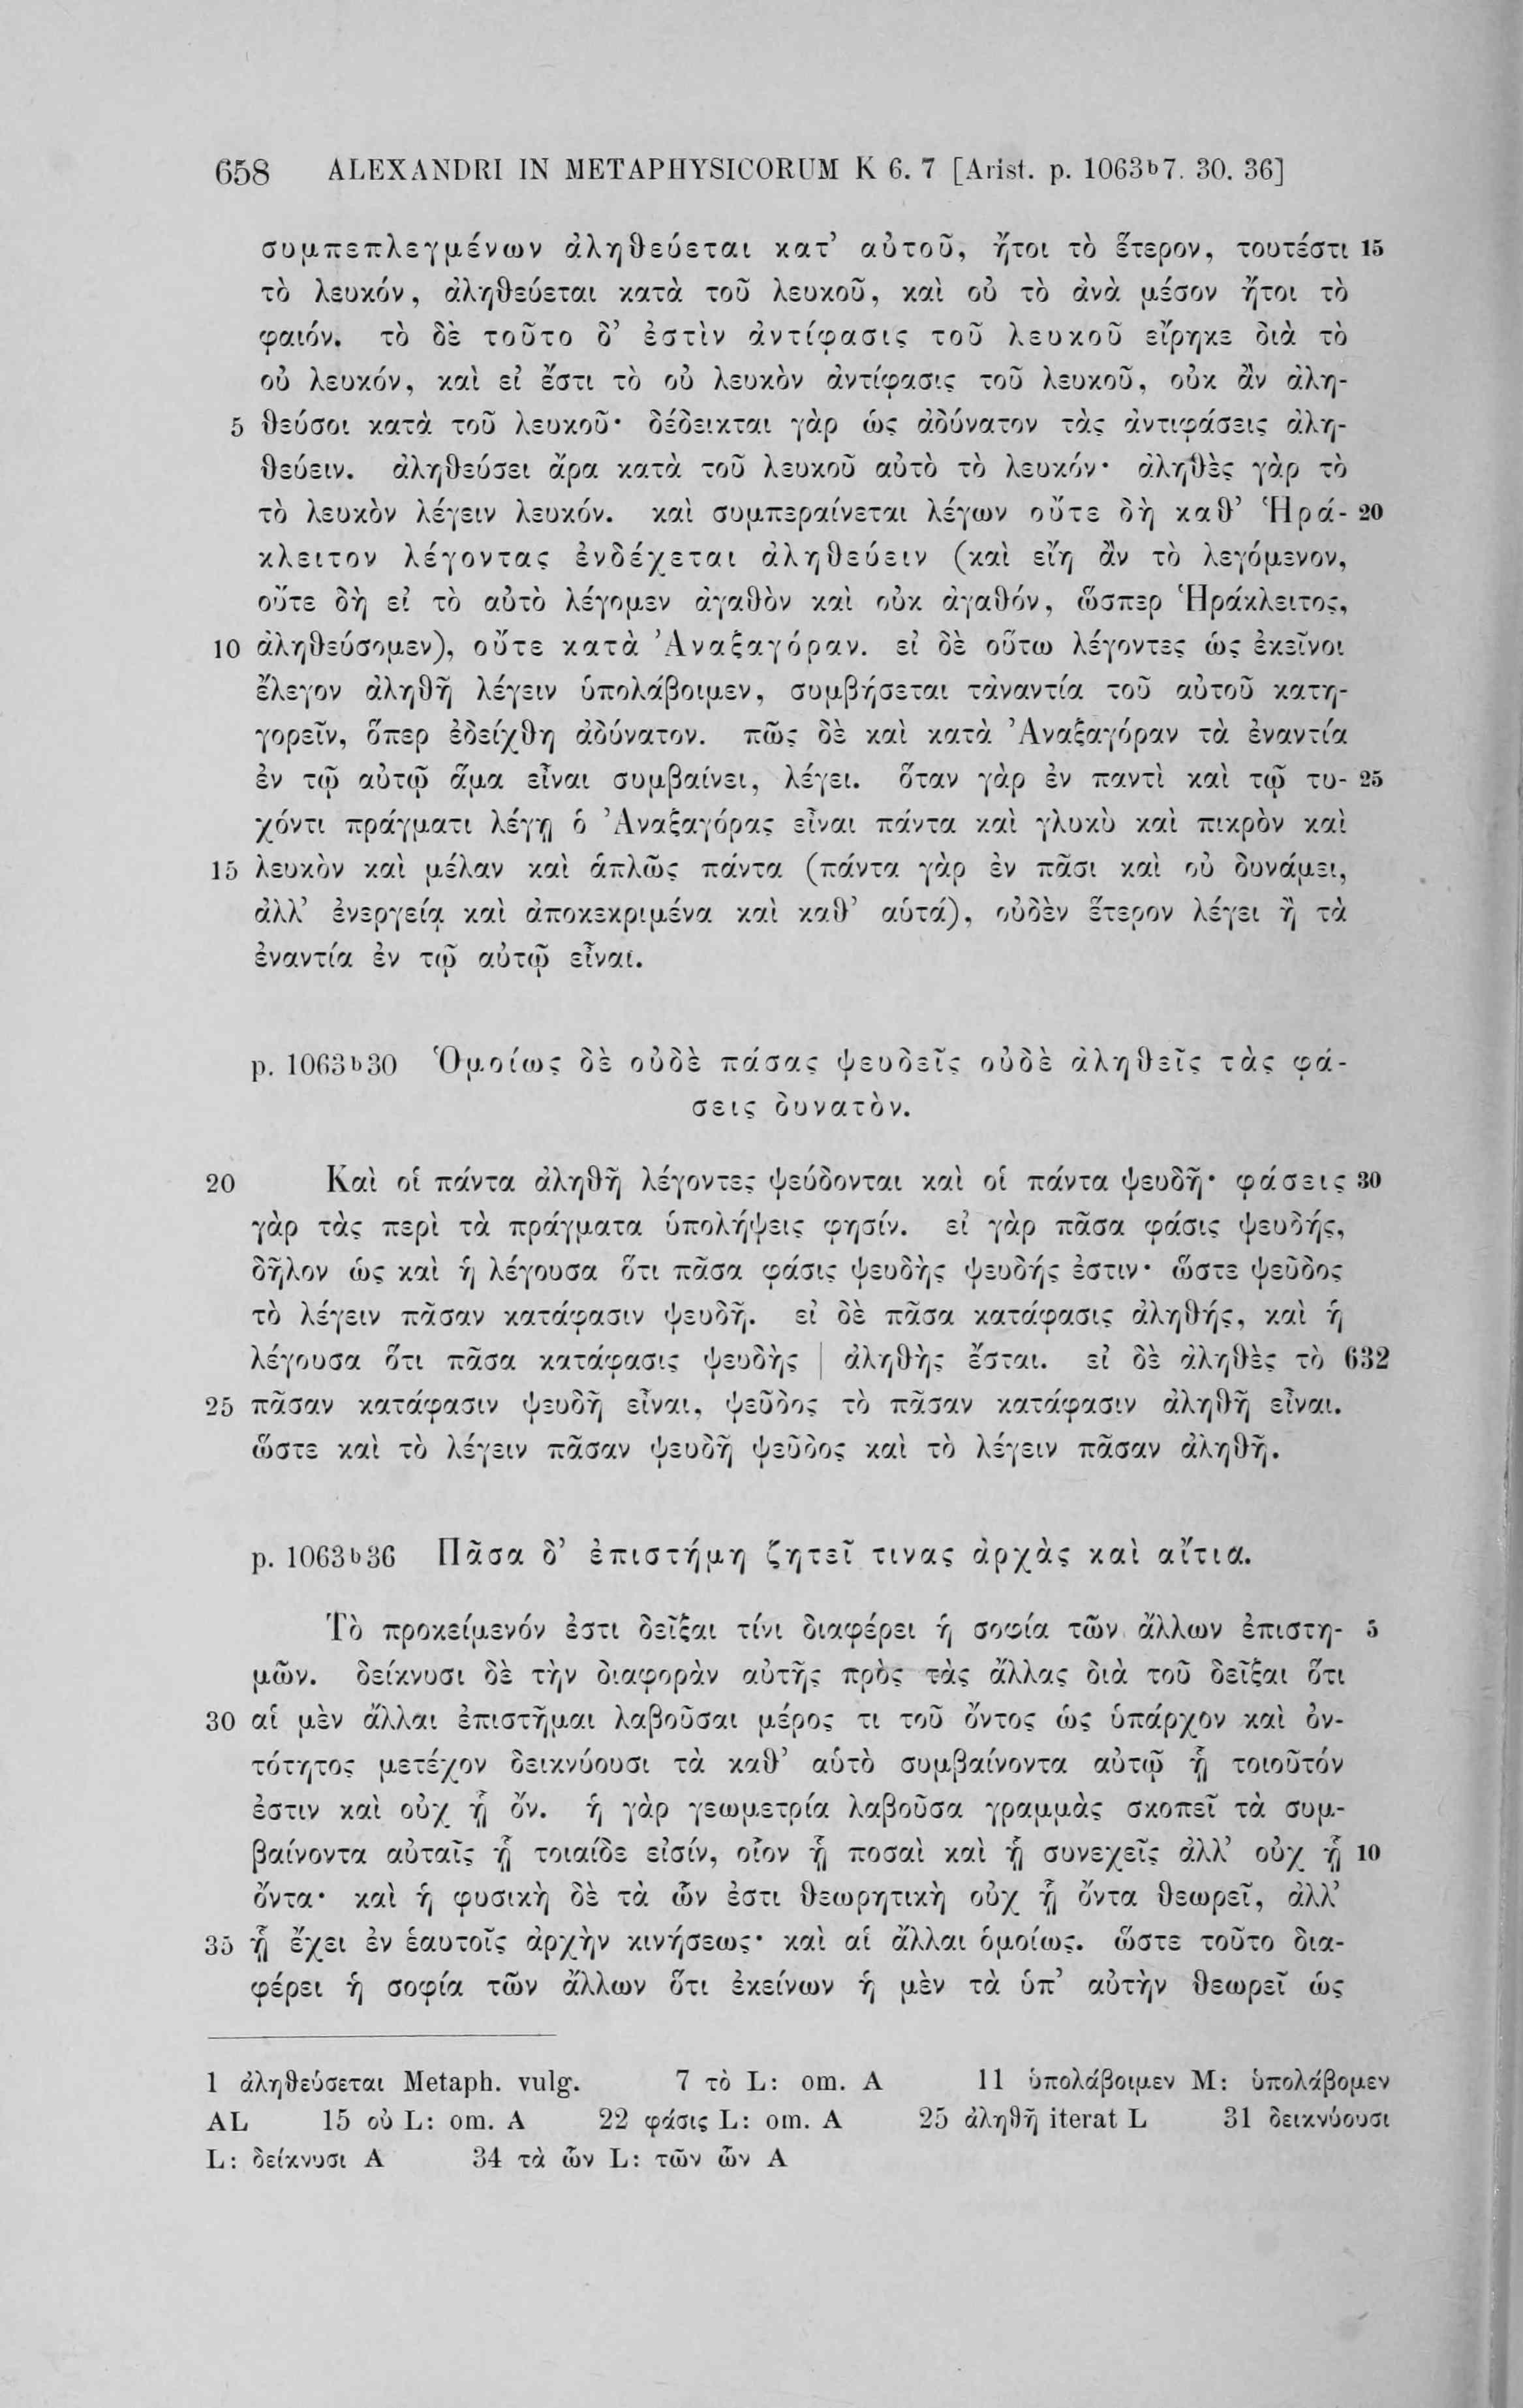 658 ALEXANDRI IN METAPHYSICORUM K 6. 7 [Arist. p. 1063b7. 30. 36]
συμπεπλεγμένων ἀληθεύεται κατ’ αὐτοῦ, ἤτοι τὸ ἕτερον, τουτέστι 15
τὸ λευκόν, ἀληθεύεται κατὰ τοῦ λευκοῦ, καὶ οὐ τὸ ἀνὰ μέσον ἤτοι τὸ
φαιόν. τὸ δὲ τοῦτο δ’ ἐστὶν ἀντίφασις τοῦ λευκοῦ εἴρηκε διὰ τὸ
οὐ λευκόν, καὶ εἰ ἔστι τὸ οὐ λευκὸν ἀντίφασις τοῦ λευκοῦ, οὐκ ἂν ἀλη-
5 θεύσοι κατὰ τοῦ λευκοῦ· δέδεικται γὰρ ὡς ἀδύνατον τὰς ἀντιφάσεις ἀλη-
θεύειν. ἀληθεύσει ἄρα κατὰ τοῦ λευκοῦ αὐτὸ τὸ λευκόν· ἀληθὲς γὰρ τὸ
τὸ λευκὸν λέγειν λευκόν. καὶ συμπεραίνεται λέγων οὔτε δὴ καθ’ Ἡρά- 20
κλειτον λέγοντας ἐνδέχεται ἀληθεύειν (καὶ εἴη ἂν τὸ λεγόμενον,
οὔτε δὴ εἰ τὸ αὐτὸ λέγομεν ἀγαθὸν καὶ οὐκ ἀγαθόν, ὥσπερ Ἡράκλειτος,
10 ἀληθεύσομεν), οὔτε κατὰ Ἀναξαγόραν. εἰ δὲ οὕτω λέγοντες ὡς ἐκεῖνοι
ἔλεγον ἀληθῆ λέγειν ὑπολάβοιμεν, συμβήσεται τἀναντία τοῦ αὐτοῦ κατη-
γορεῖν, ὅπερ ἐδείχθη ἀδύνατον. πῶς δὲ καὶ κατὰ Ἀναξαγόραν τὰ ἐναντία
ἐν τῷ αὐτῷ ἅμα εἶναι συμβαίνει, λέγει. ὅταν γὰρ ἐν παντὶ καὶ τῷ τυ- 25
χόντι πράγματι λέγῃ ὁ Ἀναξαγόρας εἶναι πάντα καὶ γλυκὺ καὶ πικρὸν καὶ
15 λευκὸν καὶ μέλαν καὶ ἁπλῶς πάντα (πάντα γὰρ ἐν πᾶσι καὶ οὐ δυνάμει,
ἀλλ’ ἐνεργείᾳ καὶ ἀποκεκριμένα καὶ καθ’ αὑτά), οὐδὲν ἕτερον λέγει ἢ τὰ
ἐναντία ἐν τῷ αὐτῷ εἶναι.
p. 1063b30 Ὁμοίως δὲ οὐδὲ πάσας ψευδεῖς οὐδὲ ἀληθεῖς τὰς φά-
σεις δυνατὸν.
20 Καὶ οἱ πάντα ἀληθῆ λέγοντες ψεύδονται καὶ οἱ πάντα ψευδῆ· φάσεις 30
γὰρ τὰς περὶ τὰ πράγματα ὑπολήψεις φησίν. εἰ γὰρ πᾶσα φάσις ψευδής,
δῆλον ὡς καὶ ἡ λέγουσα ὅτι πᾶσα φάσις ψευδὴς ψευδής ἐστιν· ὥστε ψεῦδος
τὸ λέγειν πᾶσαν κατάφασιν ψευδῆ. εἰ δὲ πᾶσα κατάφασις ἀληθής, καὶ ἡ
λέγουσα ὅτι πᾶσα κατάφασις ψευδὴς | ἀληθὴς ἔσται. εἰ δὲ ἀληθὲς τὸ 632
25 πᾶσαν κατάφασιν ψευδῆ εἶναι, ψεῦδος τὸ πᾶσαν κατάφασιν ἀληθῆ εἶναι.
ὥστε καὶ τὸ λέγειν πᾶσαν ψευδῆ ψεῦδος καὶ τὸ λέγειν πᾶσαν ἀληθῆ.
p. 1063b36 Πᾶσα δ’ ἐπιστήμη ζητεῖ τινας ἀρχὰς καὶ αἴτια.
Τὸ προκείμενόν ἐστι δεῖξαι τίνι διαφέρει ἡ σοφία τῶν ἄλλων ἐπιστη- 5
μῶν. δείκνυσι δὲ τὴν διαφορὰν αὐτῆς πρὸς τὰς ἄλλας διὰ τοῦ δεῖξαι ὅτι
30 αἱ μὲν ἄλλαι ἐπιστῆμαι λαβοῦσαι μέρος τι τοῦ ὄντος ὡς ὑπάρχον καὶ ὀν-
τότητος μετέχον δεικνύουσι τὰ καθ’ αὑτὸ συμβαίνοντα αὐτῷ ᾗ τοιοῦτόν
ἐστιν καὶ οὐχ ᾗ ὄν. ἡ γὰρ γεωμετρία λαβοῦσα γραμμὰς σκοπεῖ τὰ συμ-
βαίνοντα αὐταῖς ᾗ τοιαίδε εἰσίν, οἷον ᾗ ποσαὶ καὶ ᾗ συνεχεῖς ἀλλ’ οὐχ ᾗ 10
ὄντα· καὶ ἡ φυσικὴ δὲ τὰ ὧν ἐστι θεωρητικὴ οὐχ ᾗ ὄντα θεωρεῖ, ἀλλ’
35 ᾗ ἔχει ἐν ἑαυτοῖς ἀρχὴν κινήσεως· καὶ αἱ ἄλλαι ὁμοίως. ὥστε τοῦτο δια-
φέρει ἡ σοφία τῶν ἄλλων ὅτι ἐκείνων ἡ μὲν τὰ ὑπ’ αὐτὴν θεωρεῖ ὡς
1 ἀληθεύσεται Metaph. vulg. 7 τὸ L: om. A 11 ὑπολάβοιμεν M: ὑπολάβομεν
AL 15 οὐ L: om. A 22 φάσις L: om. A 25 ἀληθῆ iterat L 31 δεικνύουσι
L: δείκνυσι A 34 τὰ ὧν L: τῶν ὧν A